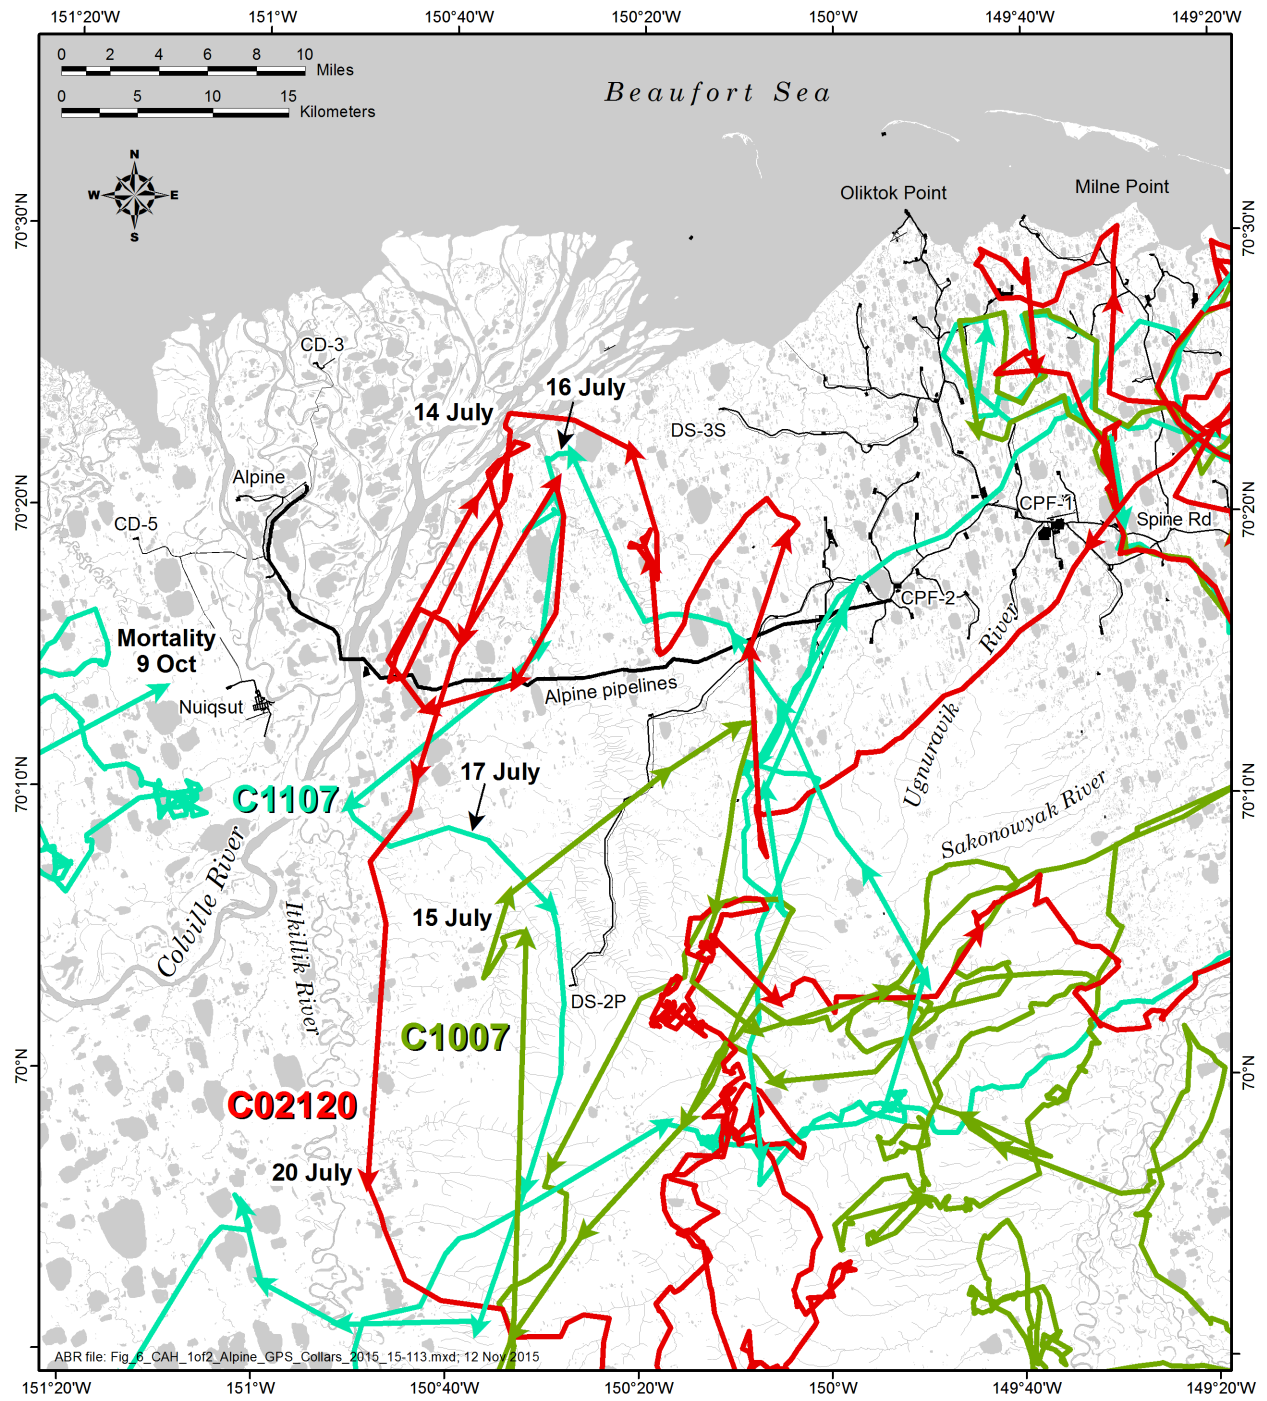 151°20'W 151°W 150°40'W 150°20'W 150°W 149°40'W 149°20'W
0 2 4 6 8 10
Miles
0 5 10 15
Kilometers
Beaufort Sea
N
W E
S
Oliktok Point
Milne Point
70°30'N
70°30'N
CD-3
16 July
14 July
DS-3S
Alpine
70°20'N
70°20'N
CPF-1
Spine Rd
CD-5
CPF-2
River
Mortality
9 Oct
Nuiqsut
Alpine pipelines
Ugnuravik
17 July
70°10'N
70°10'N
C1107
Sakonowyak River
Colville River
15 July
Itkillik River
DS-2P
C1007
70°N
70°N
C02120
20 July
ABR file: Fig_6_CAH_1of2_Alpine_GPS_Collars_2015_15-113.mxd; 12 Nov 2015
151°20'W 151°W 150°40'W 150°20'W 150°W 149°40'W 149°20'W